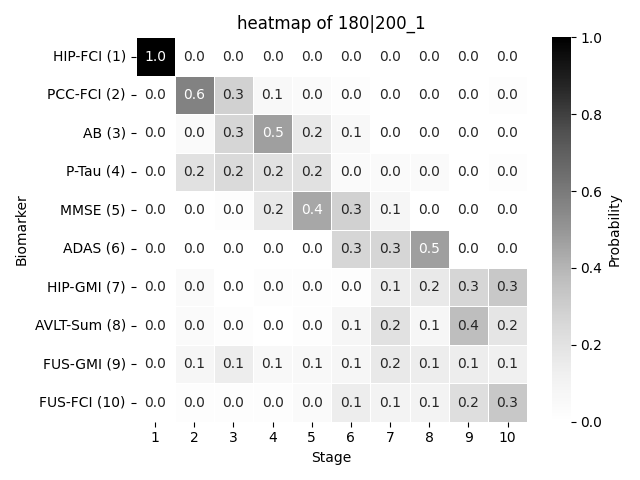 heatmap of 180|200_1
HIP-FCI (1) 1.0 0.0 0.0 0.0 0.0 0.0 0.0 0.0 0.0 0.0
PCC-FCI (2) 0.0 0.6 0.3 0.1 0.0 0.0 0.0 0.0 0.0 0.0
AB (3) 0.0 0.0 0.3 0.5 0.2 0.1 0.0 0.0 0.0 0.0
P-Tau (4) 0.0 0.2 0.2 0.2 0.2 0.0 0.0 0.0 0.0 0.0
MMSE (5) 0.0 0.0 0.0 0.2 0.4 0.3 0.1 0.0 0.0 0.0
ADAS (6) 0.0 0.0 0.0 0.0 0.0 0.3 0.3 0.5 0.0 0.0
HIP-GMI (7) 0.0 0.0 0.0 0.0 0.0 0.0 0.1 0.2 0.3 0.3
AVLT-Sum (8) 0.0 0.0 0.0 0.0 0.0 0.1 0.2 0.1 0.4 0.2
FUS-GMI (9) 0.0 0.1 0.1 0.1 0.1 0.1 0.2 0.1 0.1 0.1
FUS-FCI (10) 0.0 0.0 0.0 0.0 0.0 0.1 0.1 0.1 0.2 0.3
1 2 3 4 5 6 7 8 9 10
Stage
Biomarker
1.0
0.8
0.6
0.4
0.2
0.0
Probability